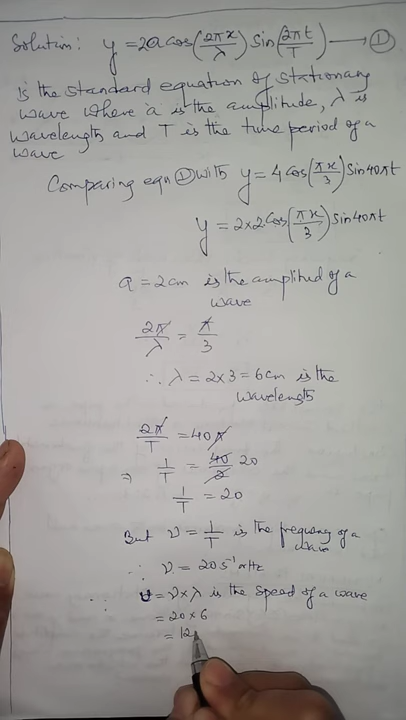 Solution: y = 2a cos(2πx/λ) sin(2πt/T) → ①
is the standard equation of stationary
wave where a is the amplitude, λ is
wavelength and T is the time period of a
wave
Comparing eqn ① with y = 4 cos(πx/3) sin 40πt
y = 2×2 cos(πx/3) sin 40πt
a = 2cm is the amplitud of a
wave
2π/λ = π/3
∴ λ = 2×3 = 6cm is the
wavelength
2π/T = 40π
⇒ 1/T = 40/2 20
1/T = 20
But ν = 1/T is the frequency of a
wave
∴ ν = 20 s⁻¹ or Hz
∴ v = ν×λ is the speed of a wave
= 20×6
= 12